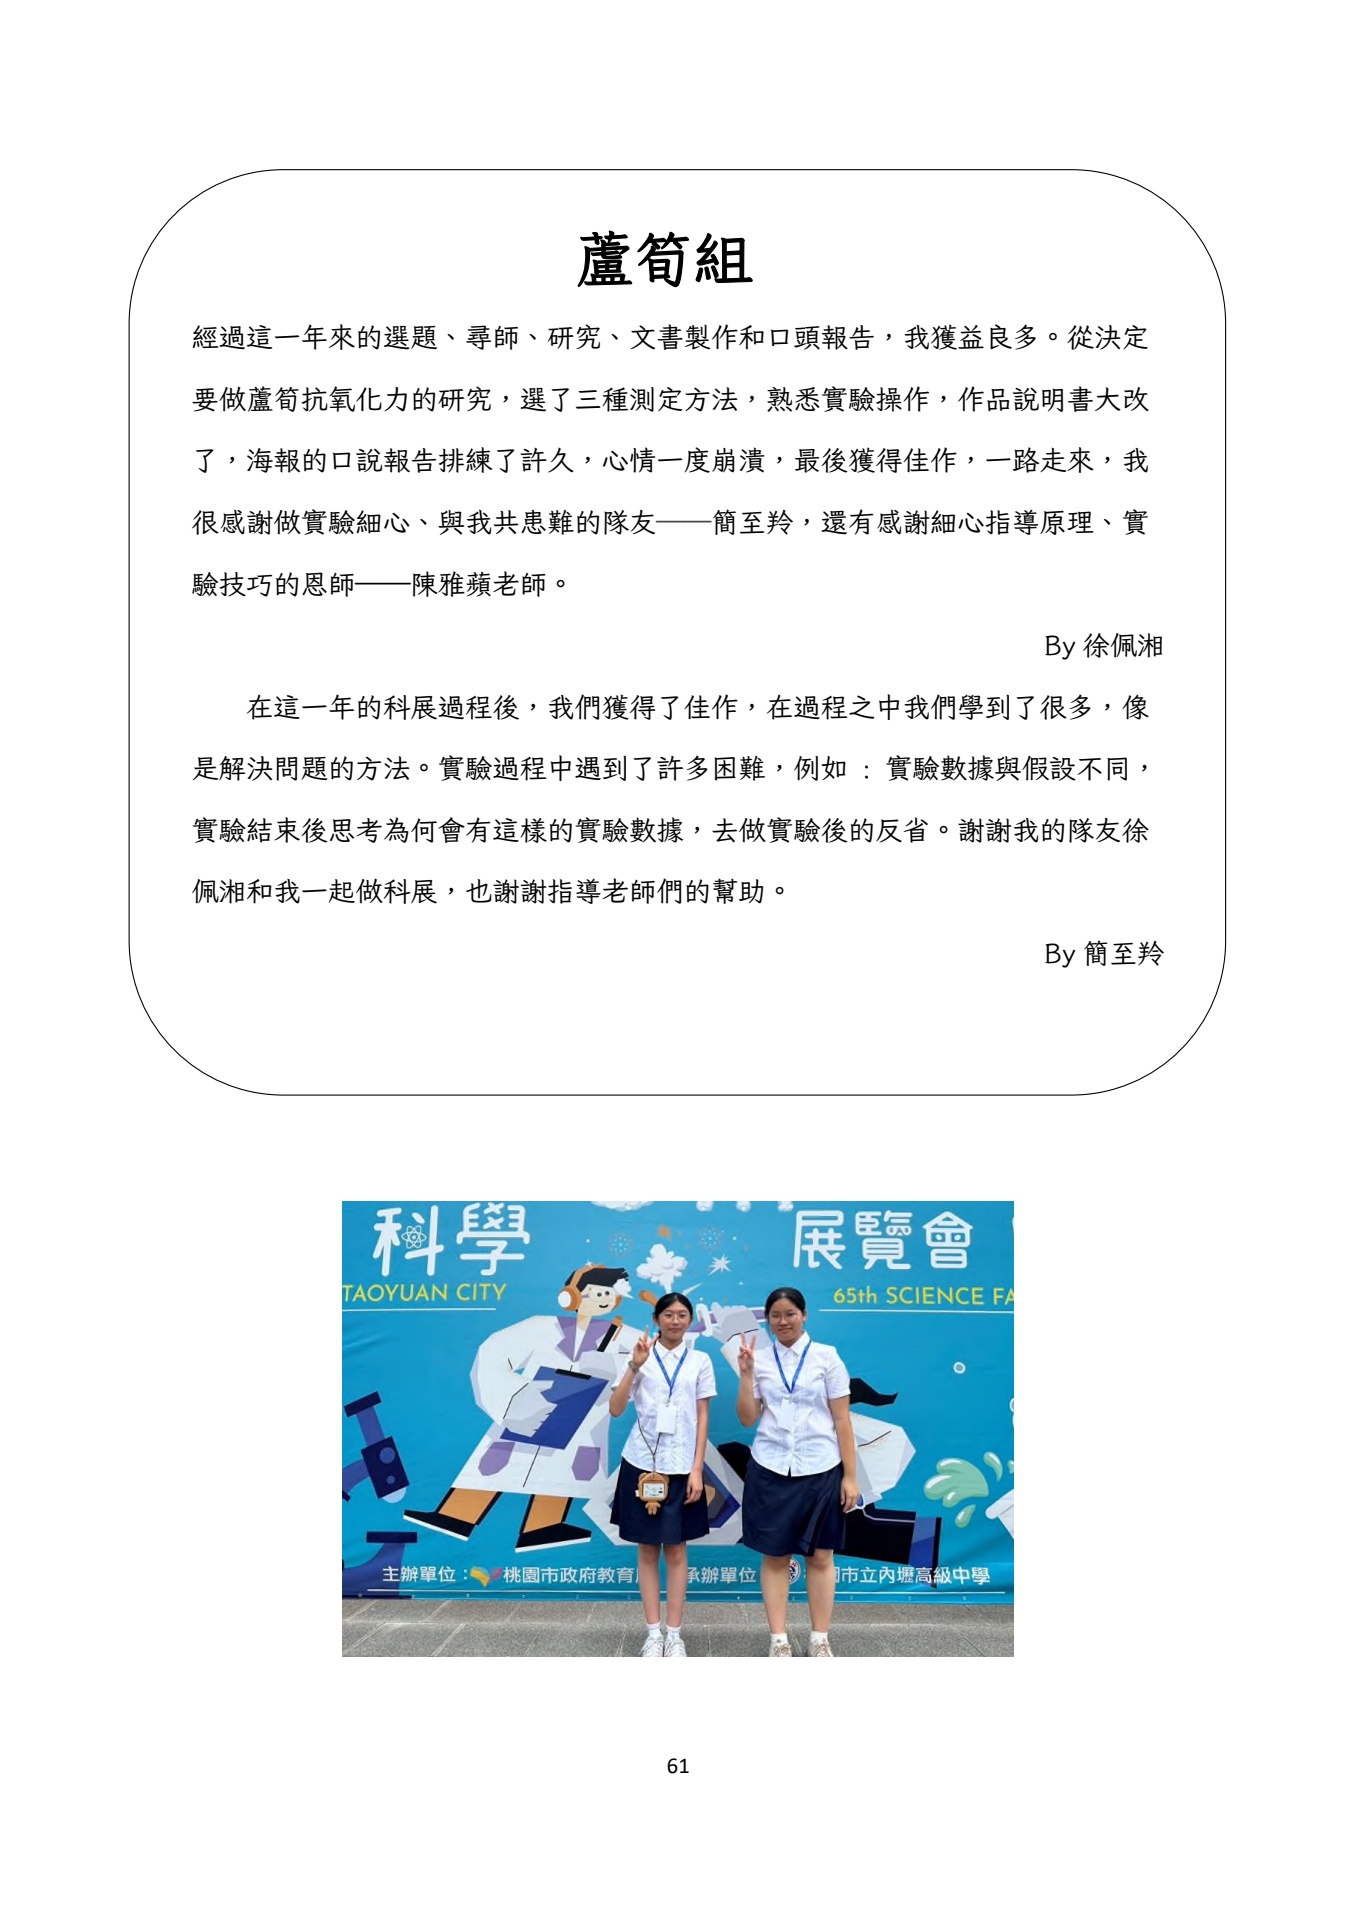 蘆筍組
經過這一年來的選題、尋師、研究、文書製作和口頭報告，我獲益良多。從決定
要做蘆筍抗氧化力的研究，選了三種測定方法，熟悉實驗操作，作品說明書大改
了，海報的口說報告排練了許久，心情一度崩潰，最後獲得佳作，一路走來，我
很感謝做實驗細心、與我共患難的隊友——簡至羚，還有感謝細心指導原理、實
驗技巧的恩師——陳雅蘋老師。
By 徐佩湘
在這一年的科展過程後，我們獲得了佳作，在過程之中我們學到了很多，像
是解決問題的方法。實驗過程中遇到了許多困難，例如 : 實驗數據與假設不同，
實驗結束後思考為何會有這樣的實驗數據，去做實驗後的反省。謝謝我的隊友徐
佩湘和我一起做科展，也謝謝指導老師們的幫助。
By 簡至羚
科學 展覽會
TAOYUAN CITY 65th SCIENCE FA
主辦單位： 桃園市政府教育 承辦單位 市立內壢高級中學
61